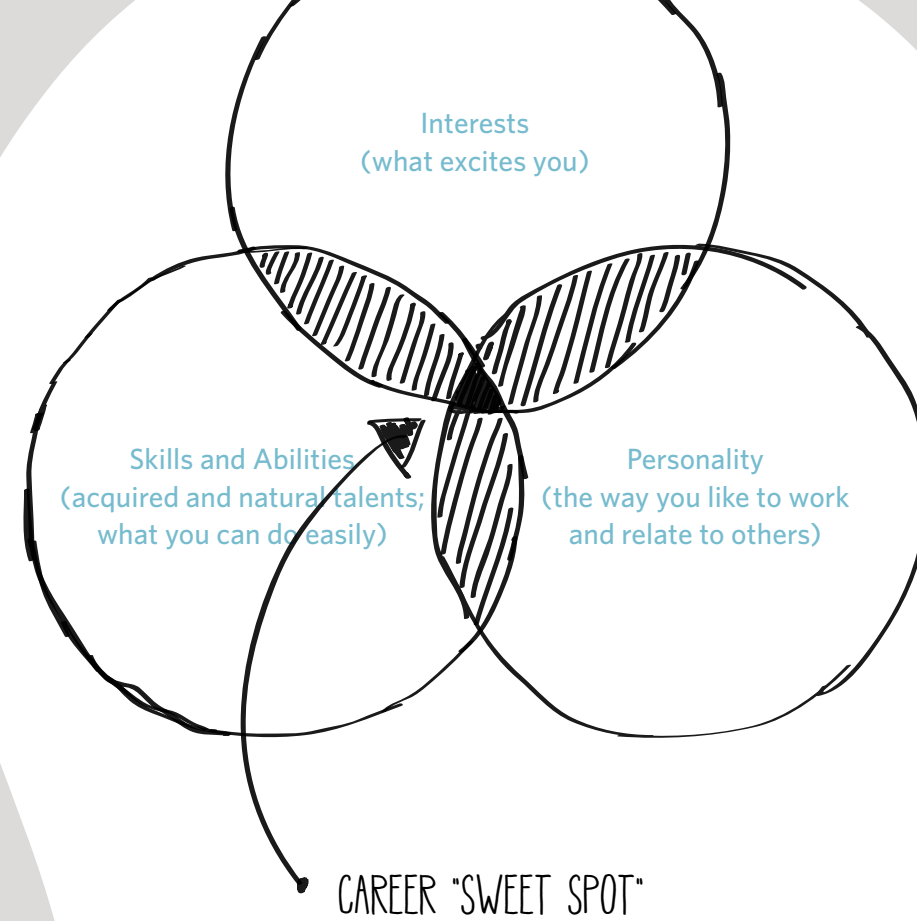 Interests
(what excites you)
Skills and Abilities
(acquired and natural talents;
what you can do easily)
Personality
(the way you like to work
and relate to others)
CAREER "SWEET SPOT"